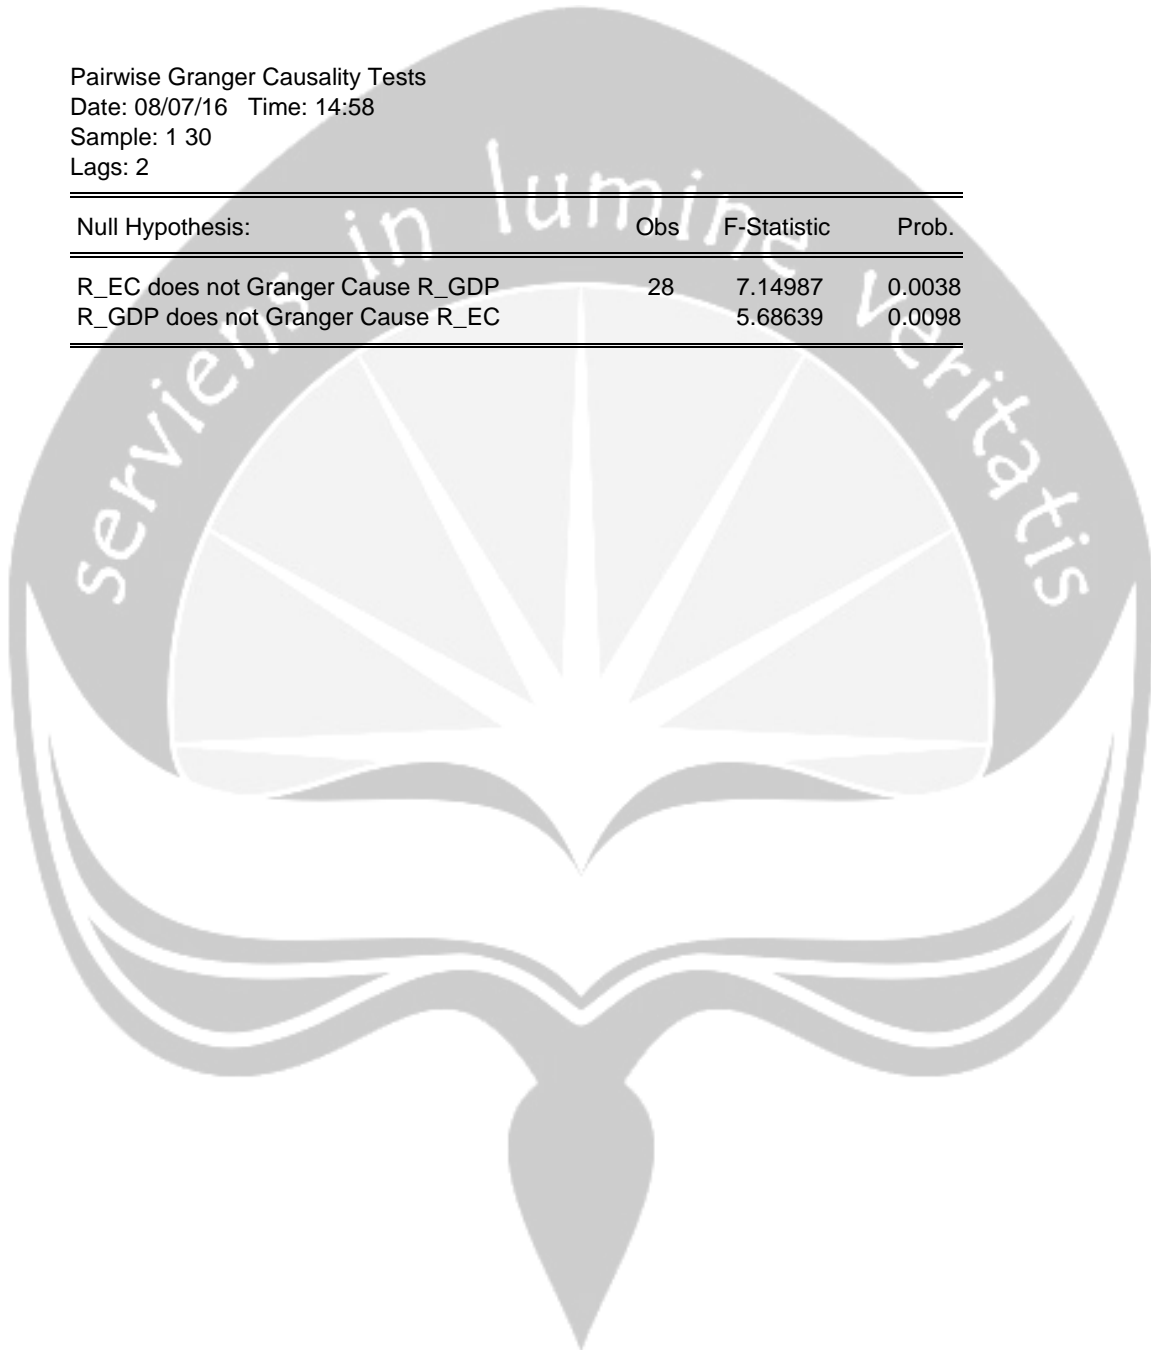 Pairwise Granger Causality Tests
Date: 08/07/16 Time: 14:58
Sample: 1 30
Lags: 2
Null Hypothesis: Obs F-Statistic Prob.
R_EC does not Granger Cause R_GDP 28 7.14987 0.0038
R_GDP does not Granger Cause R_EC 5.68639 0.0098
serviens in lumine veritatis